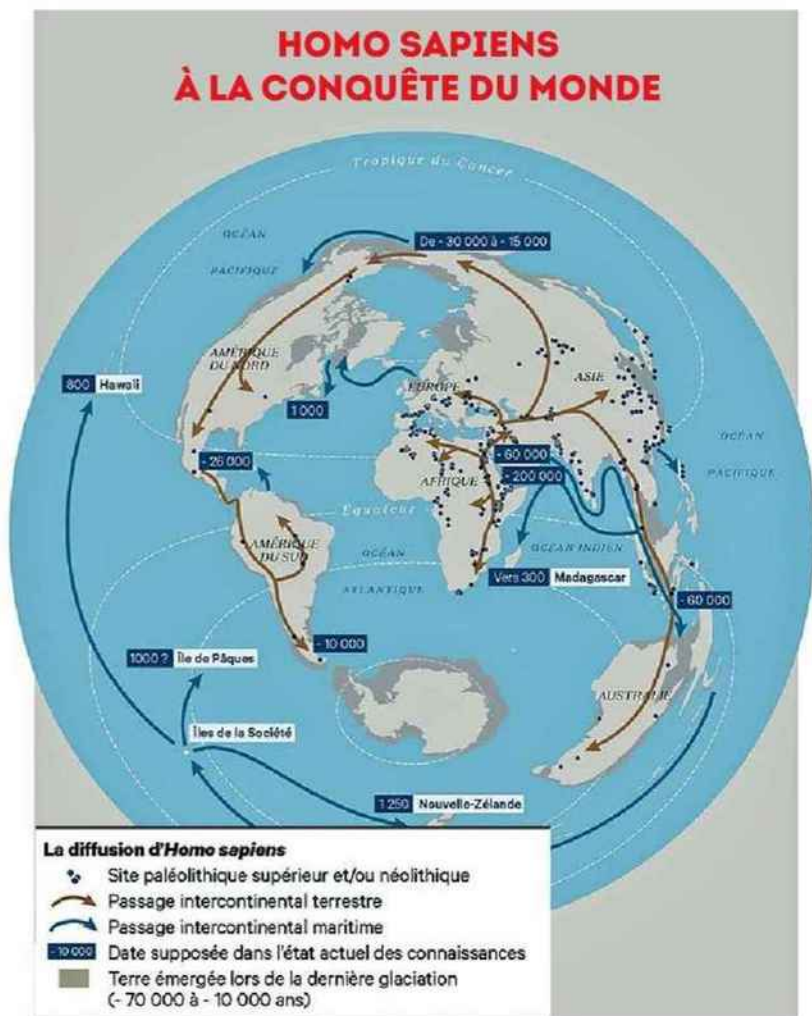 HOMO SAPIENS
À LA CONQUÊTE DU MONDE
Tropique du Cancer
De - 30 000 à - 15 000
OCÉAN
PACIFIQUE
AMÉRIQUE
DU NORD
EUROPE
ASIE
800 Hawaii
1 000
OCÉAN
PACIFIQUE
- 26 000
- 60 000
- 200 000
AFRIQUE
Équateur
AMÉRIQUE
DU SUD
OCÉAN
ATLANTIQUE
OCÉAN INDIEN
Vers 300 Madagascar
- 60 000
- 10 000
1000 ? Île de Pâques
AUSTRALIE
Îles de la Société
1 250 Nouvelle-Zélande
La diffusion d'Homo sapiens
Site paléolithique supérieur et/ou néolithique
Passage intercontinental terrestre
Passage intercontinental maritime
- 10 000 Date supposée dans l'état actuel des connaissances
Terre émergée lors de la dernière glaciation
(- 70 000 à - 10 000 ans)